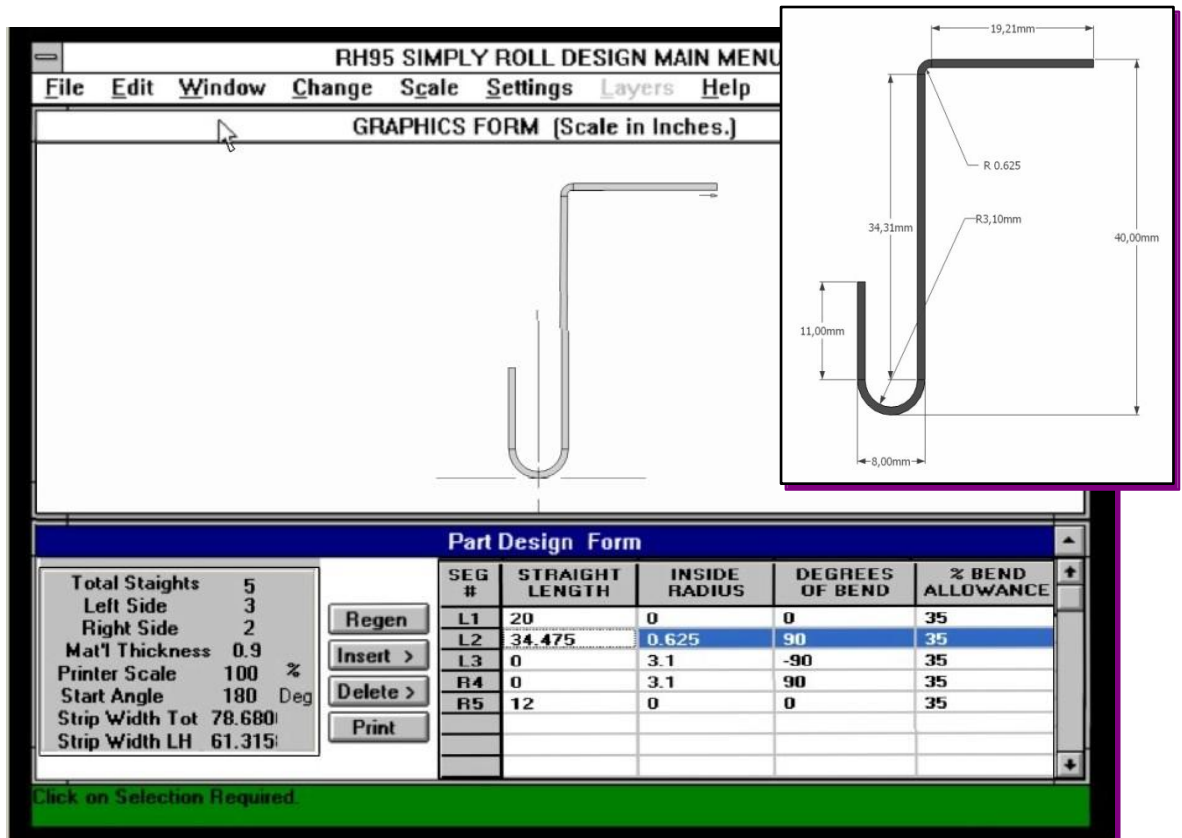 RH95 SIMPLY ROLL DESIGN MAIN MENU
File Edit Window Change Scale Settings Layers Help
GRAPHICS FORM (Scale in Inches.)
19,21mm
R 0.625
34,31mm
R3,10mm
40,00mm
11,00mm
8,00mm
Part Design Form
Total Staights 5
Left Side 3
Right Side 2
Mat'l Thickness 0.9
Printer Scale 100 %
Start Angle 180 Deg
Strip Width Tot 78.680
Strip Width LH 61.315
Regen
Insert >
Delete >
Print
SEG # STRAIGHT LENGTH INSIDE RADIUS DEGREES OF BEND % BEND ALLOWANCE
L1 20 0 0 35
L2 34.475 0.625 90 35
L3 0 3.1 -90 35
R4 0 3.1 90 35
R5 12 0 0 35
Click on Selection Required.